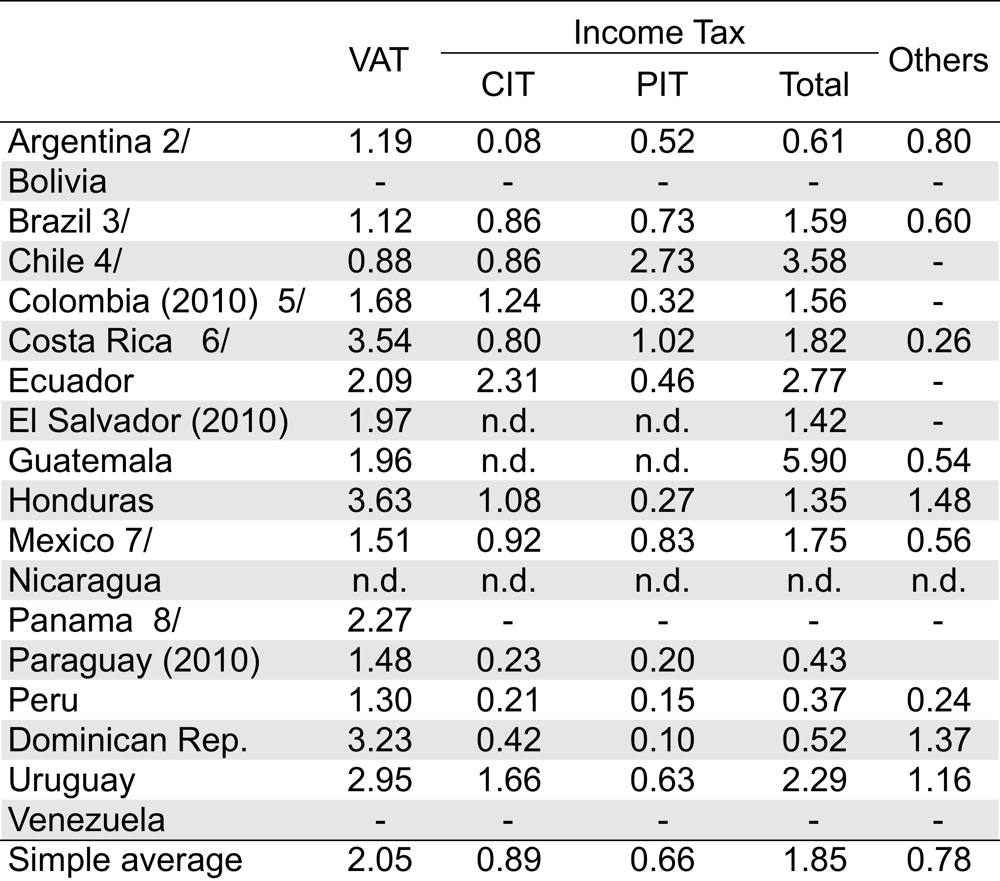 Income Tax
VAT Others
CIT PIT Total
Argentina 2/ 1.19 0.08 0.52 0.61 0.80
Bolivia - - - - -
Brazil 3/ 1.12 0.86 0.73 1.59 0.60
Chile 4/ 0.88 0.86 2.73 3.58 -
Colombia (2010) 5/ 1.68 1.24 0.32 1.56 -
Costa Rica 6/ 3.54 0.80 1.02 1.82 0.26
Ecuador 2.09 2.31 0.46 2.77 -
El Salvador (2010) 1.97 n.d. n.d. 1.42 -
Guatemala 1.96 n.d. n.d. 5.90 0.54
Honduras 3.63 1.08 0.27 1.35 1.48
Mexico 7/ 1.51 0.92 0.83 1.75 0.56
Nicaragua n.d. n.d. n.d. n.d. n.d.
Panama 8/ 2.27 - - - -
Paraguay (2010) 1.48 0.23 0.20 0.43
Peru 1.30 0.21 0.15 0.37 0.24
Dominican Rep. 3.23 0.42 0.10 0.52 1.37
Uruguay 2.95 1.66 0.63 2.29 1.16
Venezuela - - - - -
Simple average 2.05 0.89 0.66 1.85 0.78